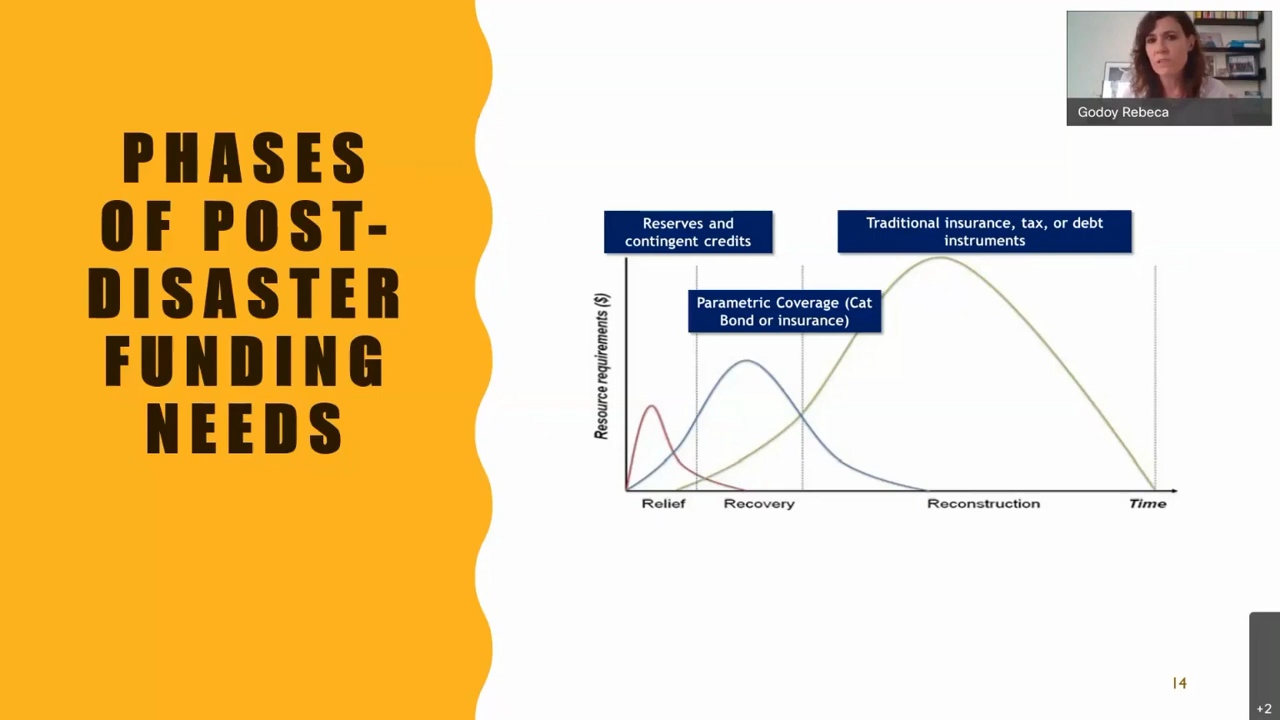 PHASES
OF POST-
DISASTER
FUNDING
NEEDS
Godoy Rebeca
Reserves and
contingent credits
Traditional insurance, tax, or debt
instruments
Parametric Coverage (Cat
Bond or insurance)
Resource requirements ($)
Relief
Recovery
Reconstruction
Time
14
+2